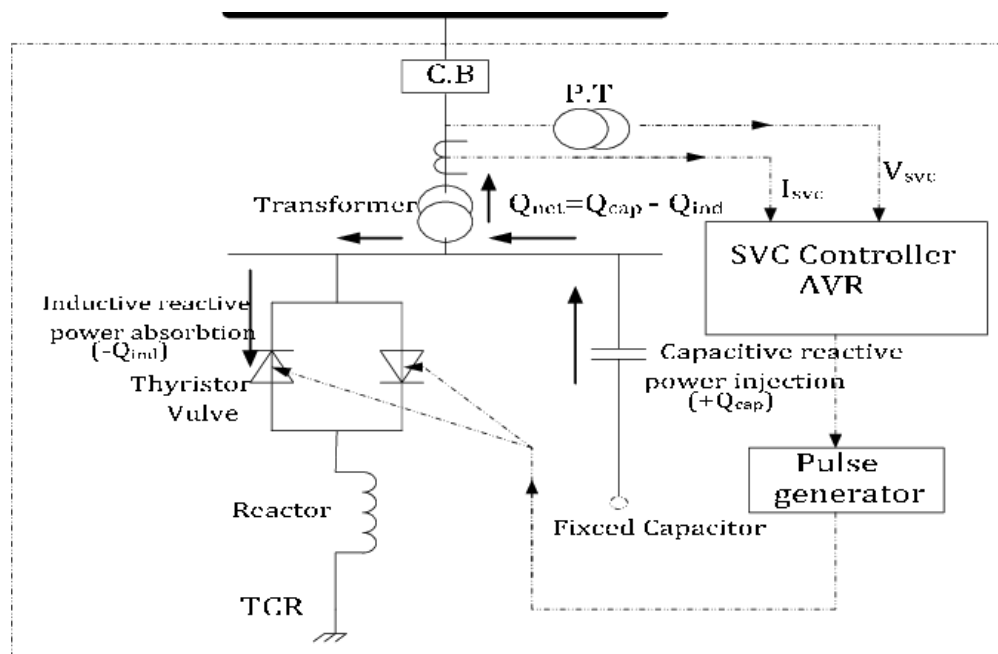 C.B
P.T
Transformer
Qnet=Qcap - Qind
Isvc
Vsvc
SVC Controller
AVR
Inductive reactive
power absorbtion
(-Qind)
Thyristor
Vulve
Capacitive reactive
power injection
(+Qcap)
Pulse
generator
Reactor
Fixced Capacitor
TCR